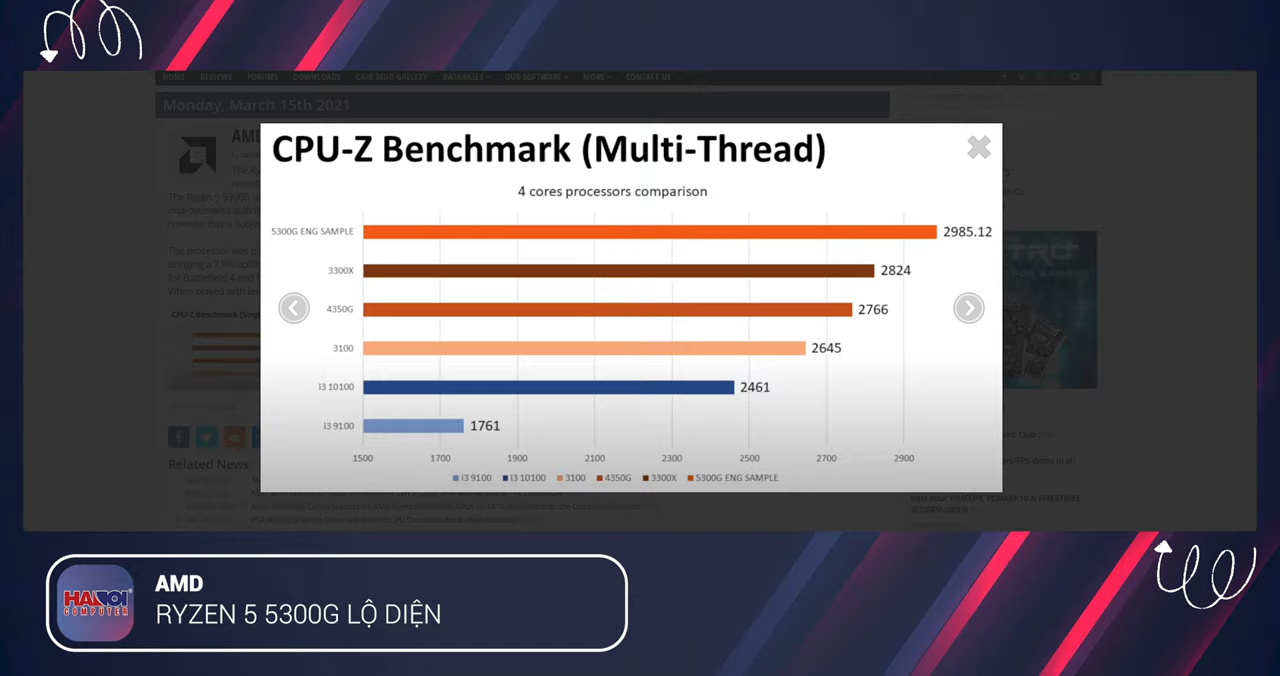 HOME REVIEWS FORUMS DOWNLOADS CASE MOD GALLERY DATABASES OUR SOFTWARE MORE CONTACT US
Monday, March 15th 2021
CPU-Z Benchmark (Multi-Thread)
4 cores processors comparison
5300G ENG SAMPLE 2985.12
3300X 2824
4350G 2766
3100 2645
i3 10100 2461
i3 9100 1761
1500 1700 1900 2100 2300 2500 2700 2900
i3 9100 i3 10100 3100 4350G 3300X 5300G ENG SAMPLE
Related News
HANOI COMPUTER
AMD
RYZEN 5 5300G LỘ DIỆN